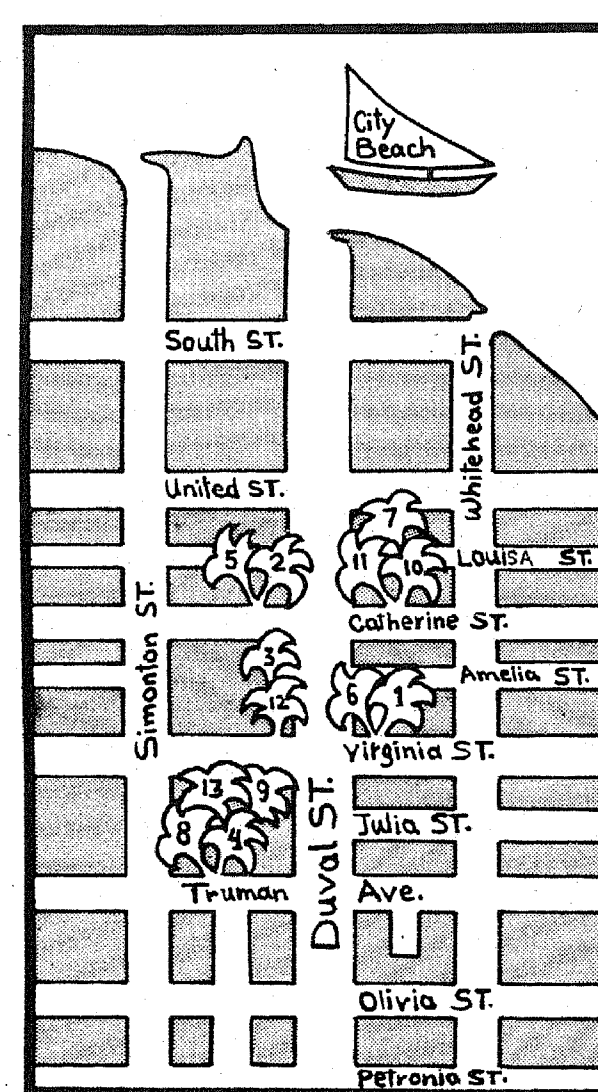 City
Beach
South ST.
Whitehead ST.
United ST.
7
5
2
11
10
LOUISA ST.
Catherine ST.
Simonton ST.
3
Amelia ST.
6
1
12
Virginia ST.
13
9
Duval ST.
8
4
Julia ST.
Truman Ave.
Olivia ST.
Petronia ST.